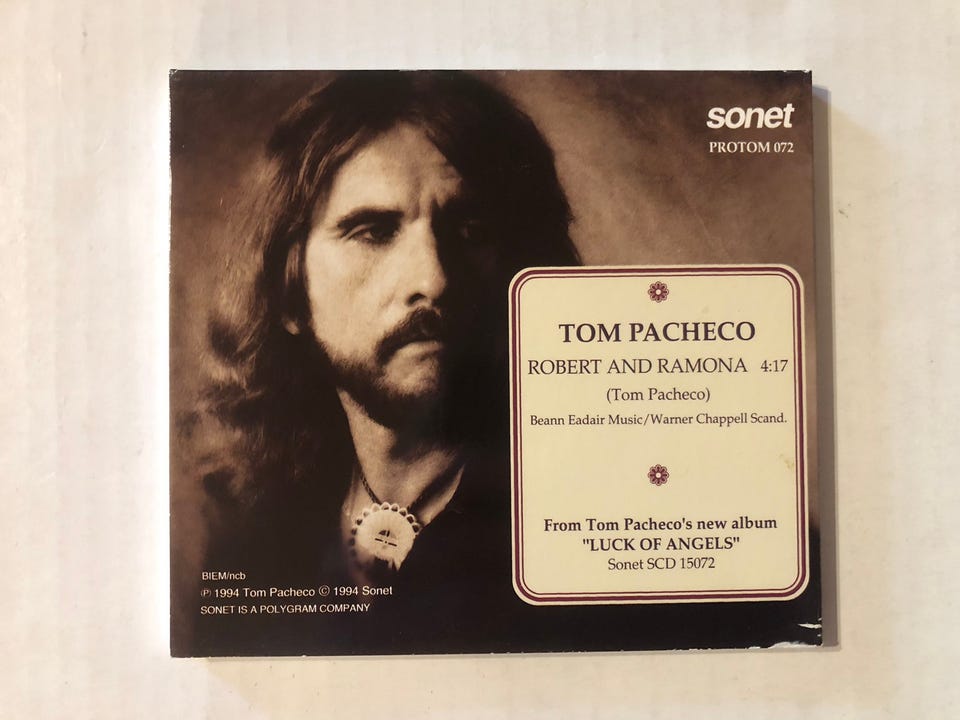 sonet
PROTOM 072
TOM PACHECO
ROBERT AND RAMONA 4:17
(Tom Pacheco)
Beann Eadair Music/Warner Chappell Scand.
From Tom Pacheco's new album
"LUCK OF ANGELS"
Sonet SCD 15072
BIEM/ncb
℗ 1994 Tom Pacheco © 1994 Sonet
SONET IS A POLYGRAM COMPANY